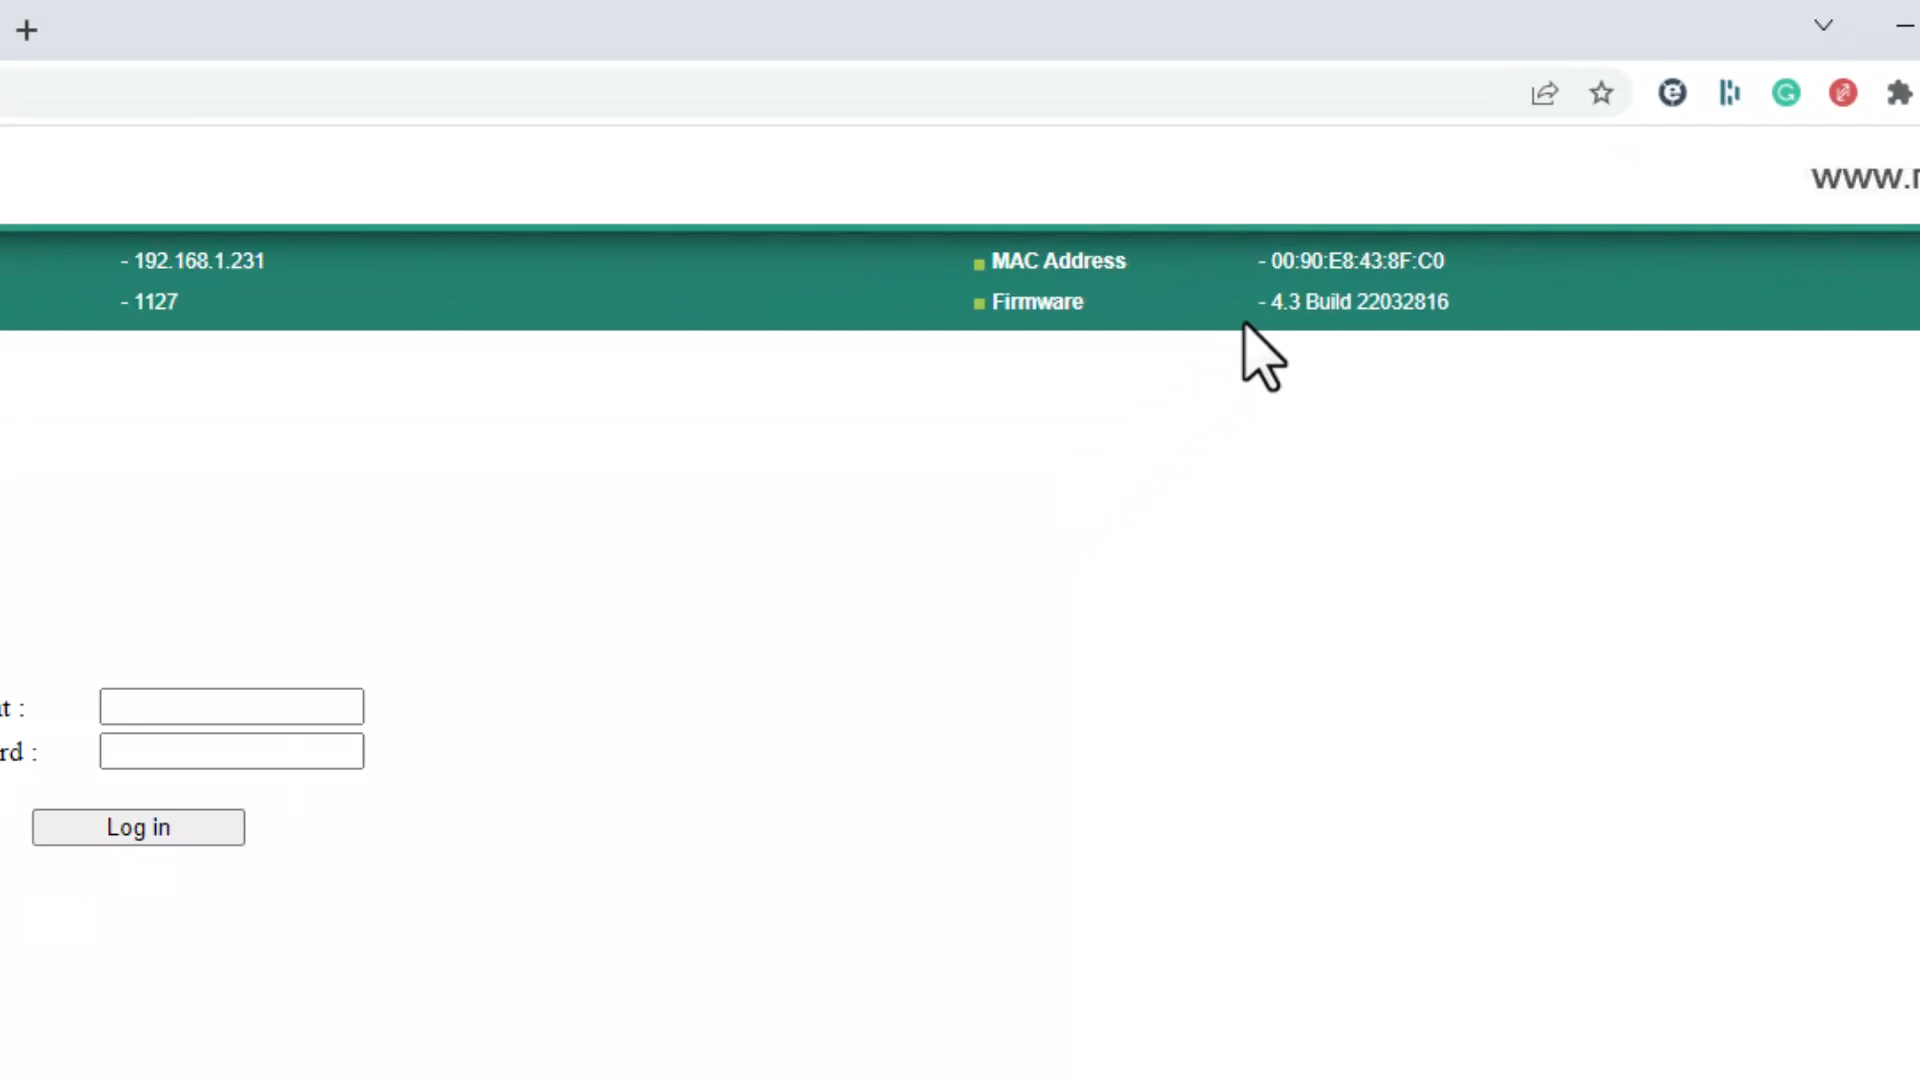 www.
- 192.168.1.231
MAC Address
- 00:90:E8:43:8F:C0
- 1127
Firmware
- 4.3 Build 22032816
t :
rd :
Log in